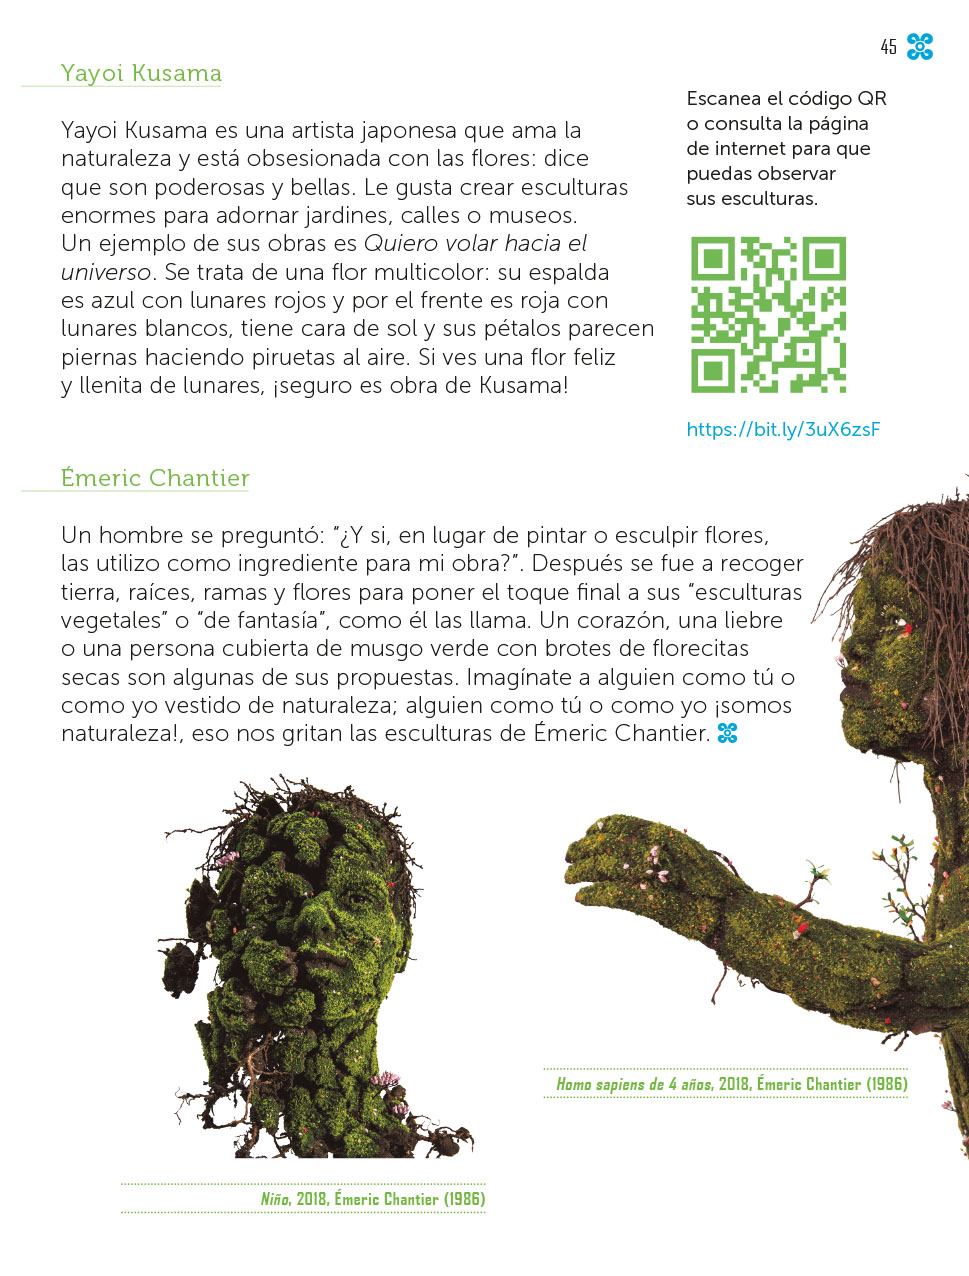 45
Yayoi Kusama
Yayoi Kusama es una artista japonesa que ama la
naturaleza y está obsesionada con las flores: dice
que son poderosas y bellas. Le gusta crear esculturas
enormes para adornar jardines, calles o museos.
Un ejemplo de sus obras es Quiero volar hacia el
universo. Se trata de una flor multicolor: su espalda
es azul con lunares rojos y por el frente es roja con
lunares blancos, tiene cara de sol y sus pétalos parecen
piernas haciendo piruetas al aire. Si ves una flor feliz
y llenita de lunares, ¡seguro es obra de Kusama!
Escanea el código QR
o consulta la página
de internet para que
puedas observar
sus esculturas.
https://bit.ly/3uX6zsF
Émeric Chantier
Un hombre se preguntó: “¿Y si, en lugar de pintar o esculpir flores,
las utilizo como ingrediente para mi obra?”. Después se fue a recoger
tierra, raíces, ramas y flores para poner el toque final a sus “esculturas
vegetales” o “de fantasía”, como él las llama. Un corazón, una liebre
o una persona cubierta de musgo verde con brotes de florecitas
secas son algunas de sus propuestas. Imagínate a alguien como tú o
como yo vestido de naturaleza; alguien como tú o como yo ¡somos
naturaleza!, eso nos gritan las esculturas de Émeric Chantier.
Homo sapiens de 4 años, 2018, Émeric Chantier (1986)
Niño, 2018, Émeric Chantier (1986)